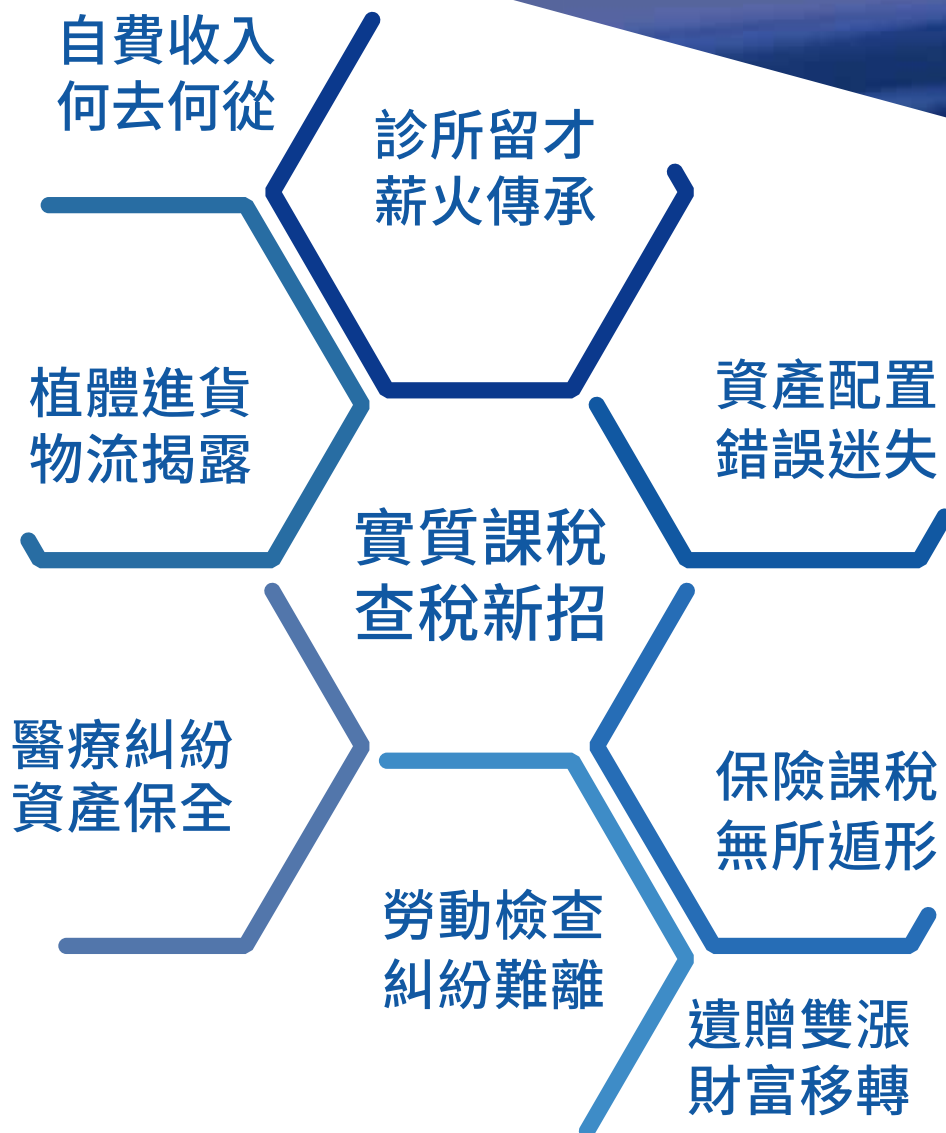 自費收入
何去何從
診所留才
薪火傳承
植體進貨
物流揭露
資產配置
錯誤迷失
實質課稅
查稅新招
醫療糾紛
資產保全
保險課稅
無所遁形
勞動檢查
糾紛難離
遺贈雙漲
財富移轉